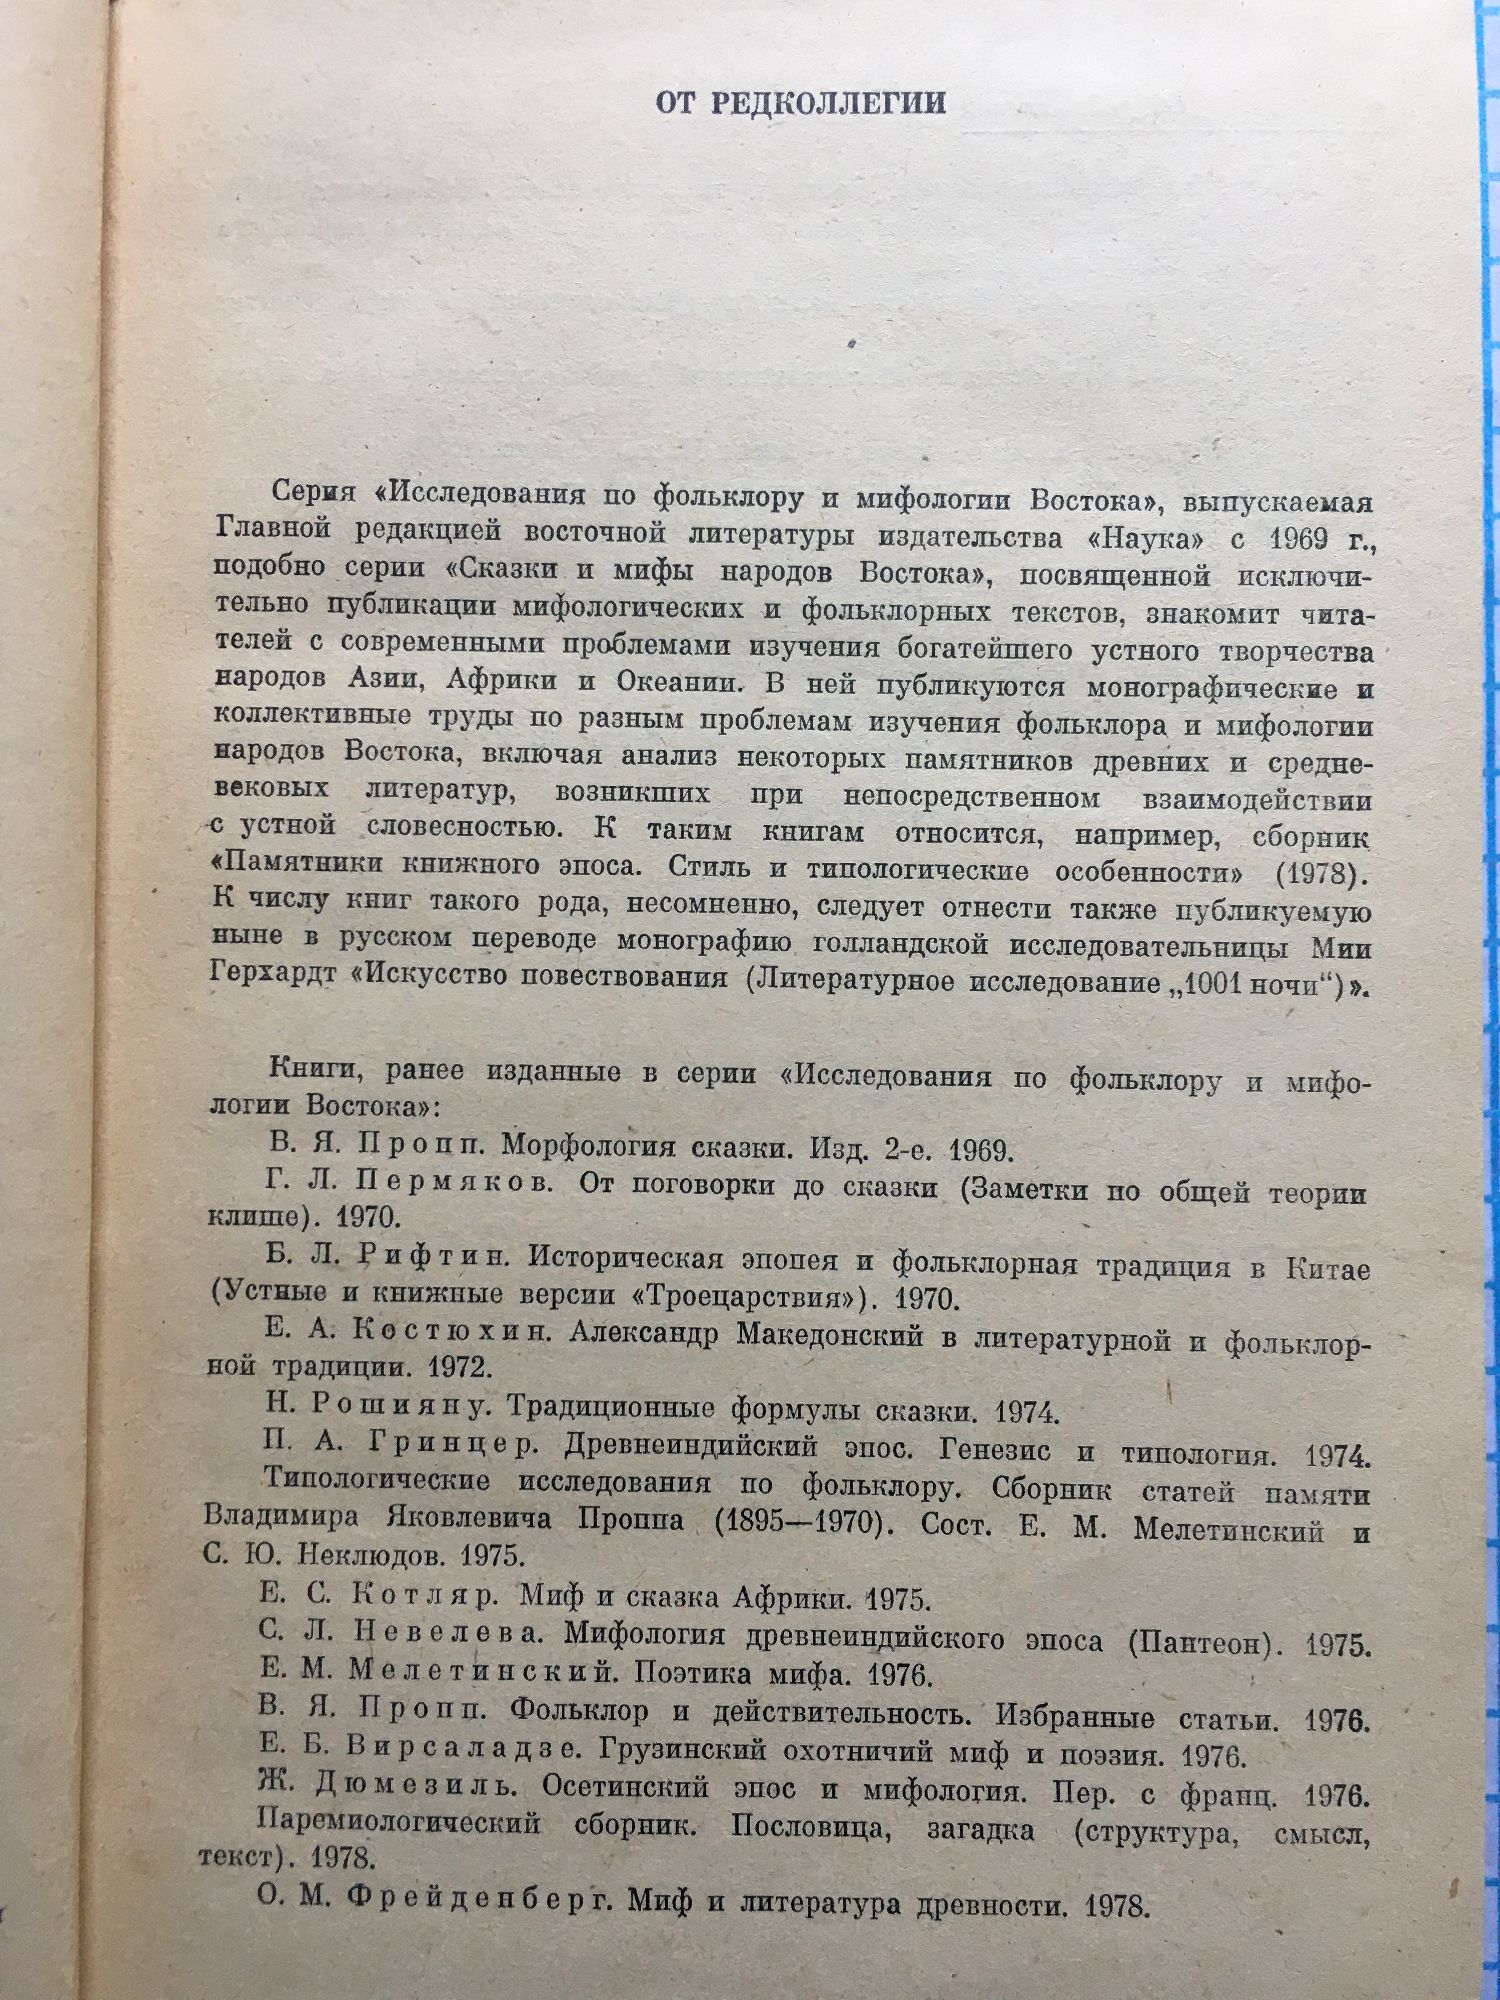 ОТ РЕДКОЛЛЕГИИ
Серия «Исследования по фольклору и мифологии Востока», выпускаемая
Главной редакцией восточной литературы издательства «Наука» с 1969 г.,
подобно серии «Сказки и мифы народов Востока», посвященной исключи-
тельно публикации мифологических и фольклорных текстов, знакомит чита-
телей с современными проблемами изучения богатейшего устного творчества
народов Азии, Африки и Океании. В ней публикуются монографические и
коллективные труды по разным проблемам изучения фольклора и мифологии
народов Востока, включая анализ некоторых памятников древних и средне-
вековых литератур, возникших при непосредственном взаимодействии
с устной словесностью. К таким книгам относится, например, сборник
«Памятники книжного эпоса. Стиль и типологические особенности» (1978).
К числу книг такого рода, несомненно, следует отнести также публикуемую
ныне в русском переводе монографию голландской исследовательницы Мии
Герхардт «Искусство повествования (Литературное исследование „1001 ночи“)».
Книги, ранее изданные в серии «Исследования по фольклору и мифо-
логии Востока»:
В. Я. Пропп. Морфология сказки. Изд. 2-е. 1969.
Г. Л. Пермяков. От поговорки до сказки (Заметки по общей теории
клише). 1970.
Б. Л. Рифтин. Историческая эпопея и фольклорная традиция в Китае
(Устные и книжные версии «Троецарствия»). 1970.
Е. А. Костюхин. Александр Македонский в литературной и фольклор-
ной традиции. 1972.
Н. Рошияну. Традиционные формулы сказки. 1974.
П. А. Гринцер. Древнеиндийский эпос. Генезис и типология. 1974.
Типологические исследования по фольклору. Сборник статей памяти
Владимира Яковлевича Проппа (1895—1970). Сост. Е. М. Мелетинский и
С. Ю. Неклюдов. 1975.
Е. С. Котляр. Миф и сказка Африки. 1975.
С. Л. Невелева. Мифология древнеиндийского эпоса (Пантеон). 1975.
Е. М. Мелетинский. Поэтика мифа. 1976.
В. Я. Пропп. Фольклор и действительность. Избранные статьи. 1976.
Е. Б. Вирсаладзе. Грузинский охотничий миф и поэзия. 1976.
Ж. Дюмезиль. Осетинский эпос и мифология. Пер. с франц. 1976.
Паремиологический сборник. Пословица, загадка (структура, смысл,
текст). 1978.
О. М. Фрейденберг. Миф и литература древности. 1978.